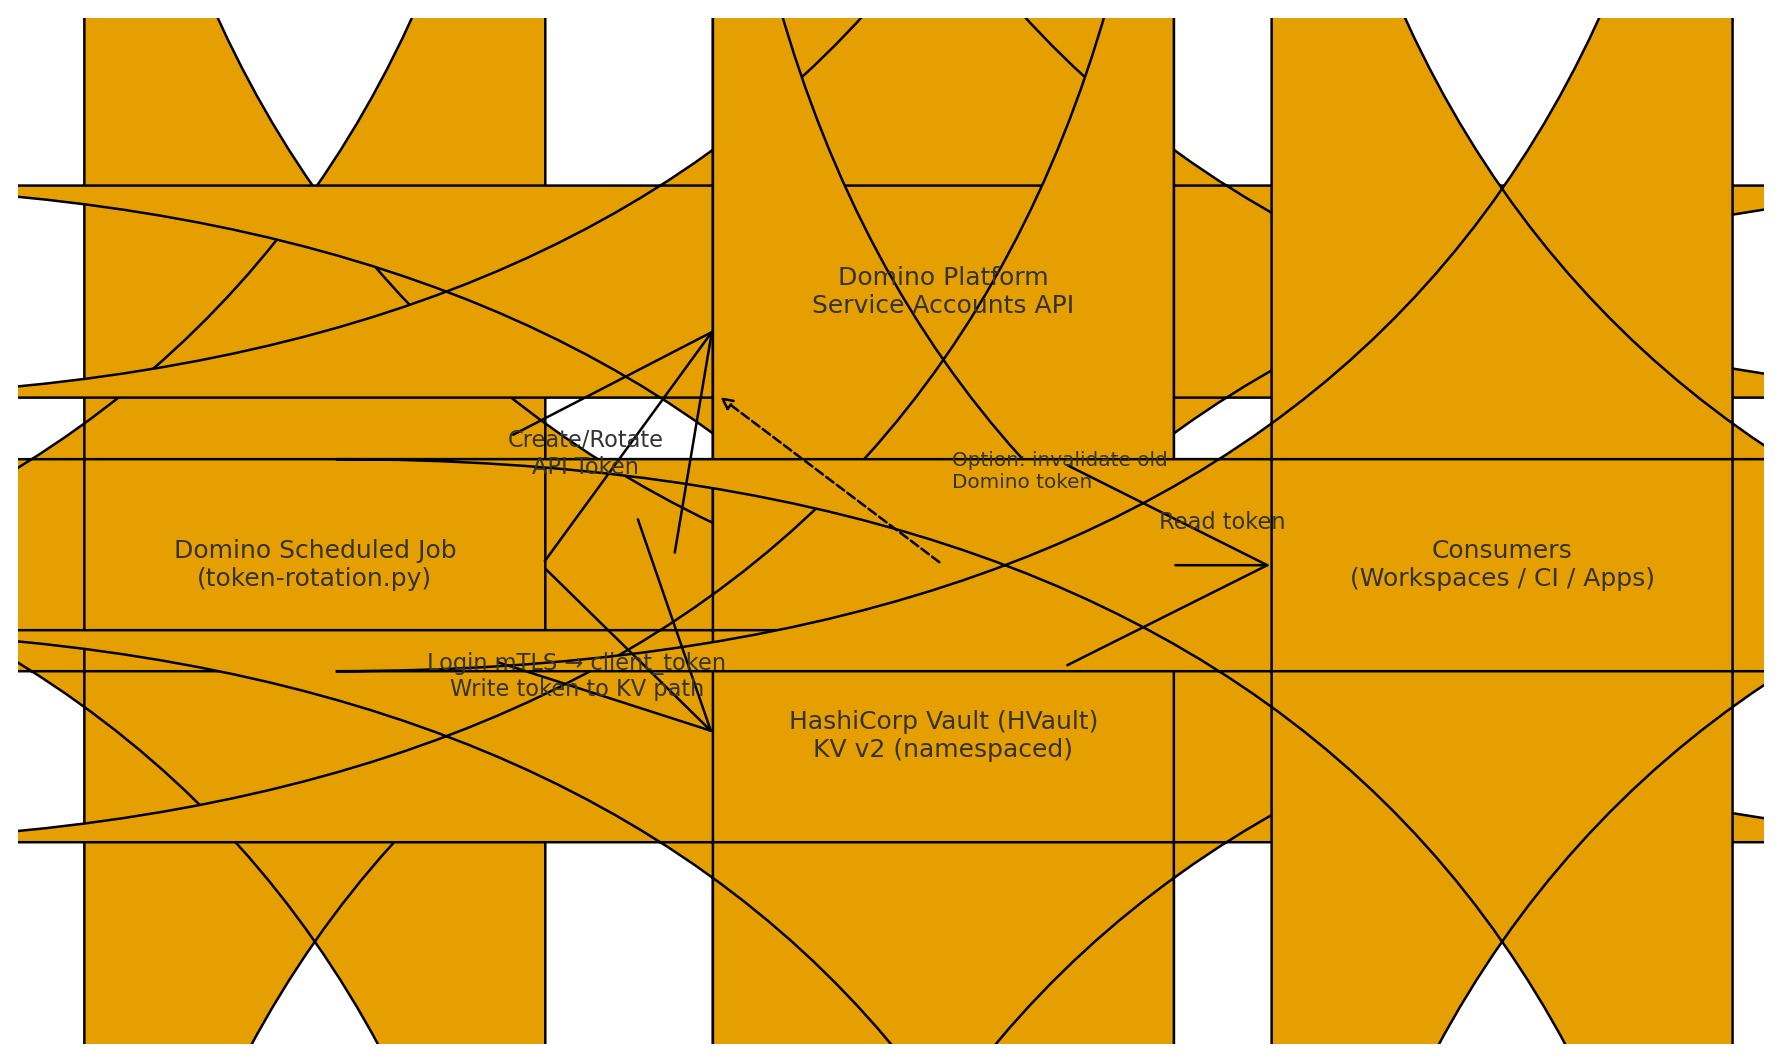 Domino Platform
Service Accounts API
Create/Rotate
API Token
Option: invalidate old
Domino token
Read token
Domino Scheduled Job
(token-rotation.py)
Consumers
(Workspaces / CI / Apps)
Login mTLS → client_token
Write token to KV path
HashiCorp Vault (HVault)
KV v2 (namespaced)